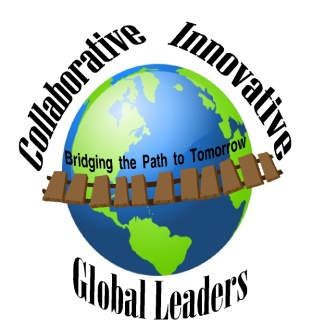 Collaborative Innovative
Bridging the Path to Tomorrow
Global Leaders